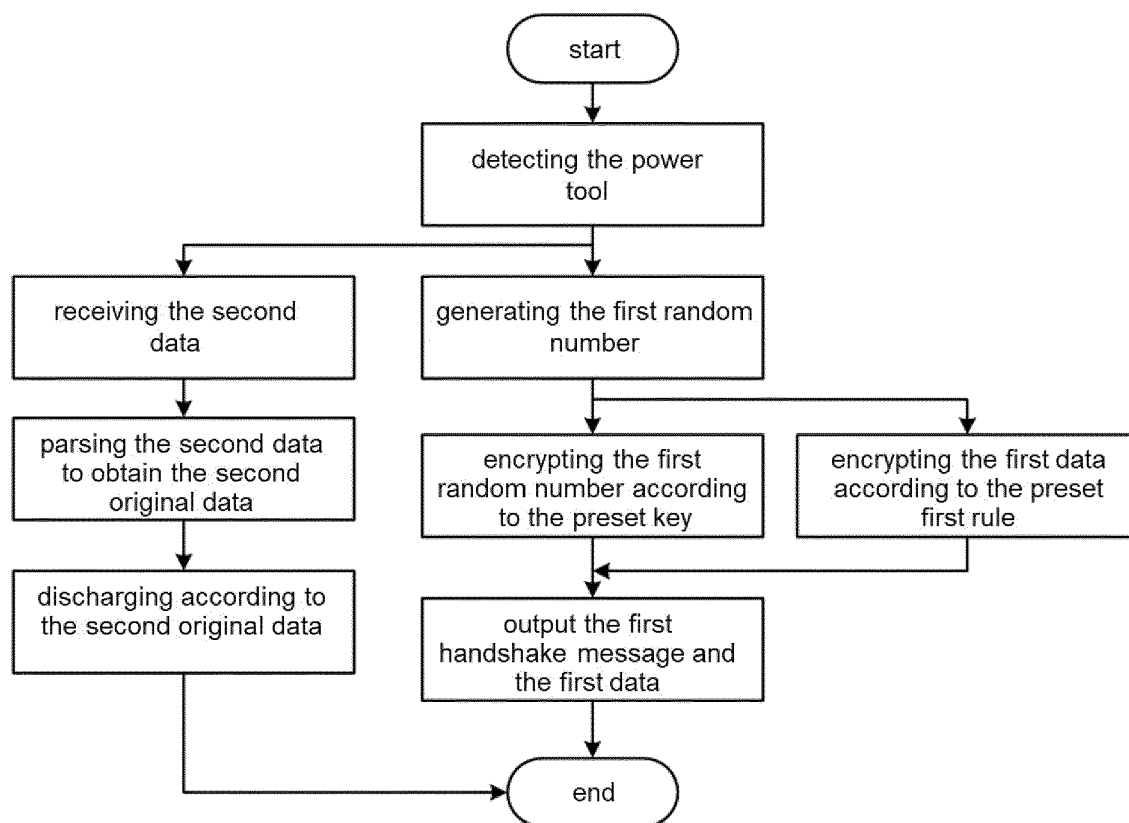 start
detecting the power
tool
receiving the second
data
generating the first random
number
parsing the second data
to obtain the second
original data
encrypting the first
random number according
to the preset key
encrypting the first data
according to the preset
first rule
discharging according to
the second original data
output the first
handshake message and
the first data
end